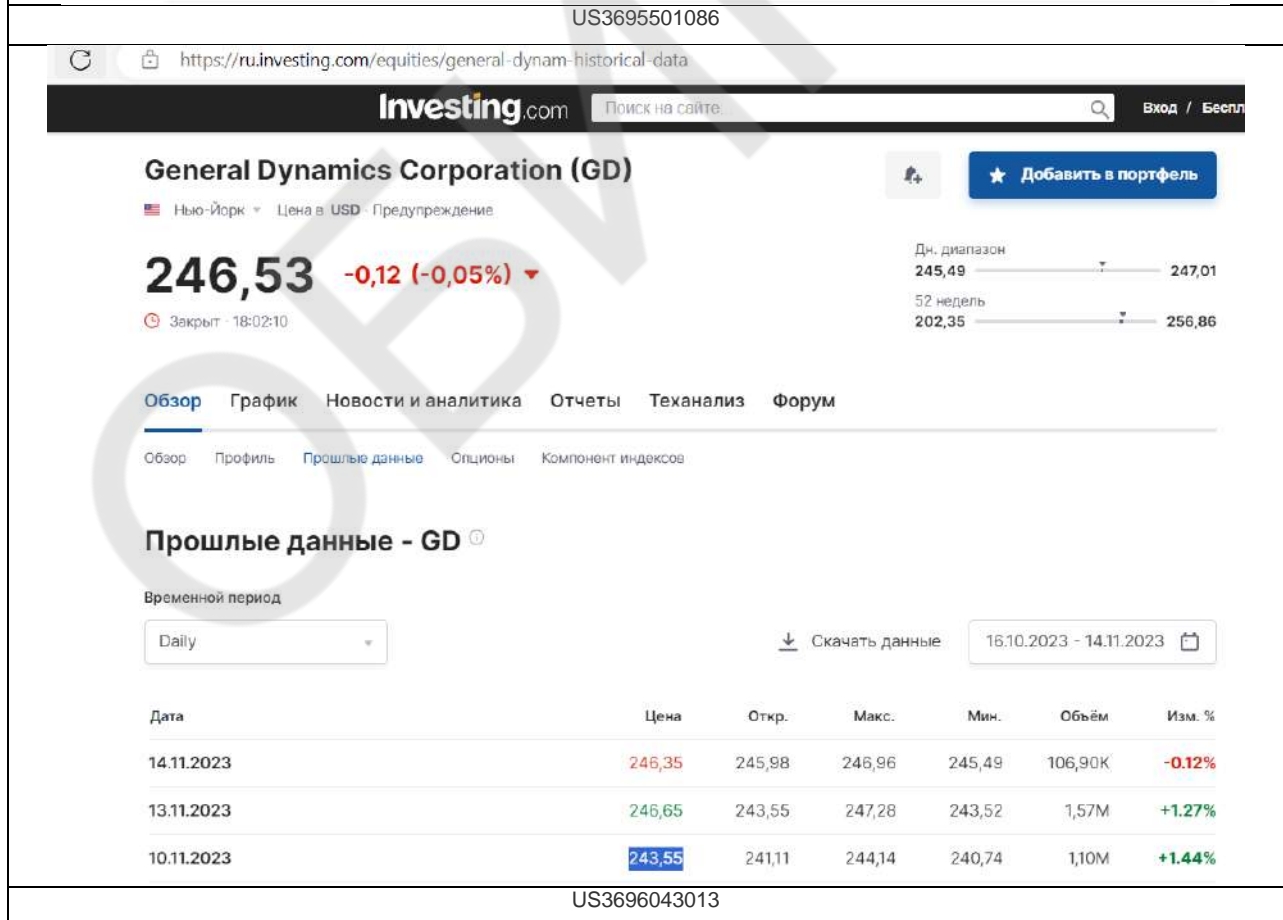 US3695501086
https://ru.investing.com/equities/general-dynam-historical-data
Investing.com Поиск на сайте... Вход / Беспл
General Dynamics Corporation (GD)
Добавить в портфель
Нью-Йорк Цена в USD · Предупреждение
246,53 -0,12 (-0,05%)
Дн. диапазон
245,49 247,01
52 недель
202,35 256,86
Закрыт · 18:02:10
Обзор График Новости и аналитика Отчеты Теханализ Форум
Обзор Профиль Прошлые данные Опционы Компонент индексов
Прошлые данные - GD
Временной период
Daily Скачать данные 16.10.2023 - 14.11.2023
Дата Цена Откр. Макс. Мин. Объём Изм. %
14.11.2023 246,35 245,98 246,96 245,49 106,90K -0.12%
13.11.2023 246,65 243,55 247,28 243,52 1,57M +1.27%
10.11.2023 243,55 241,11 244,14 240,74 1,10M +1.44%
US3696043013